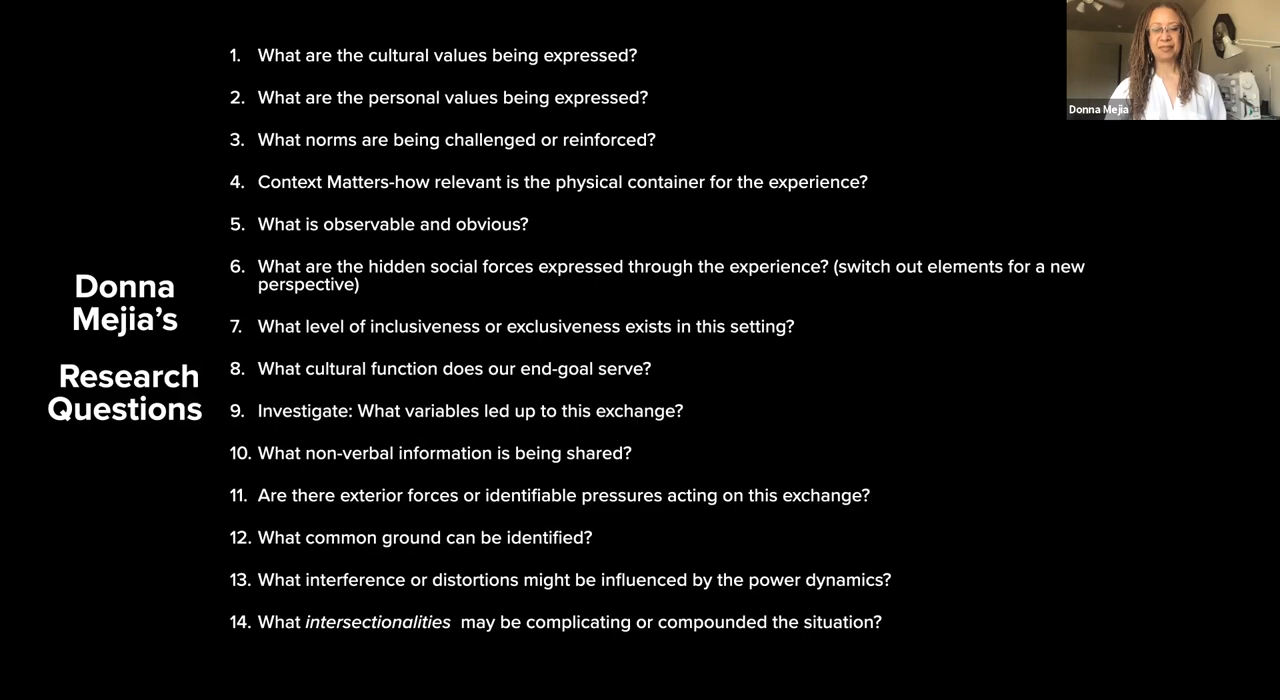 Donna
Mejia's
Research
Questions
1. What are the cultural values being expressed?
2. What are the personal values being expressed?
3. What norms are being challenged or reinforced?
4. Context Matters-how relevant is the physical container for the experience?
5. What is observable and obvious?
6. What are the hidden social forces expressed through the experience? (switch out elements for a new
perspective)
7. What level of inclusiveness or exclusiveness exists in this setting?
8. What cultural function does our end-goal serve?
9. Investigate: What variables led up to this exchange?
10. What non-verbal information is being shared?
11. Are there exterior forces or identifiable pressures acting on this exchange?
12. What common ground can be identified?
13. What interference or distortions might be influenced by the power dynamics?
14. What intersectionalities may be complicating or compounded the situation?
Donna Mejia